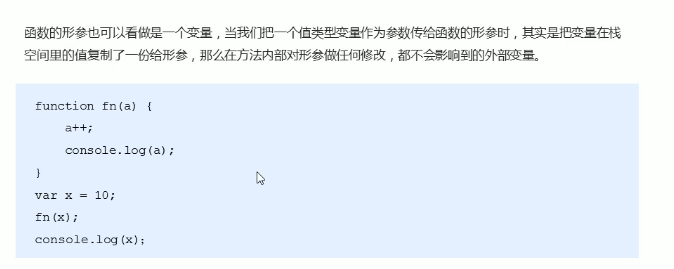 函数的形参也可以看做是一个变量，当我们把一个值类型变量作为参数传给函数的形参时，其实是把变量在栈
空间里的值复制了一份给形参，那么在方法内部对形参做任何修改，都不会影响到的外部变量。
function fn(a) {
    a++;
    console.log(a);
}
var x = 10;
fn(x);
console.log(x);